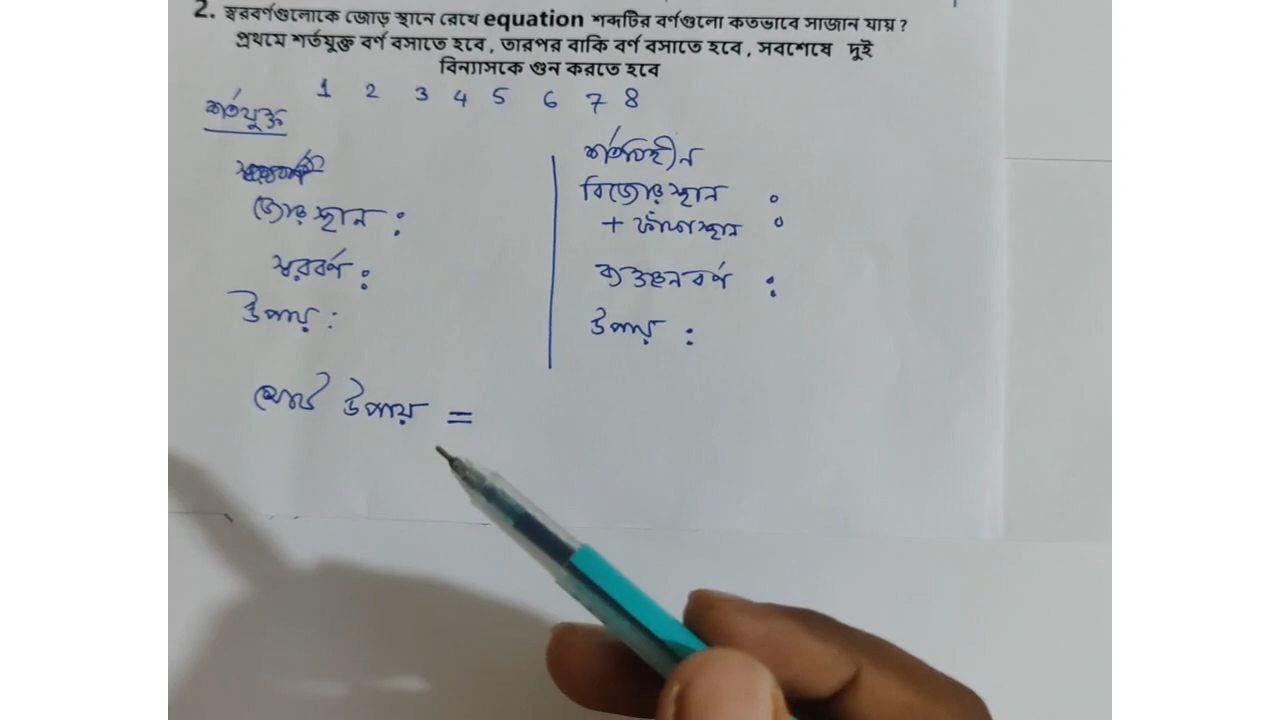 2. স্বরবর্ণগুলোকে জোড় স্থানে রেখে equation শব্দটির বর্ণগুলো কতভাবে সাজান যায় ?
প্রথমে শর্তযুক্ত বর্ণ বসাতে হবে , তারপর বাকি বর্ণ বসাতে হবে , সবশেষে দুই
বিন্যাসকে গুন করতে হবে
1 2 3 4 5 6 7 8
শর্তযুক্ত
জোড় স্থান :
স্বরবর্ণ :
উপায় :
শর্তবিহীন
বিজোড় স্থান :
+ ফাঁকা স্থান :
ব্যঞ্জনবর্ণ :
উপায় :
মোট উপায় =